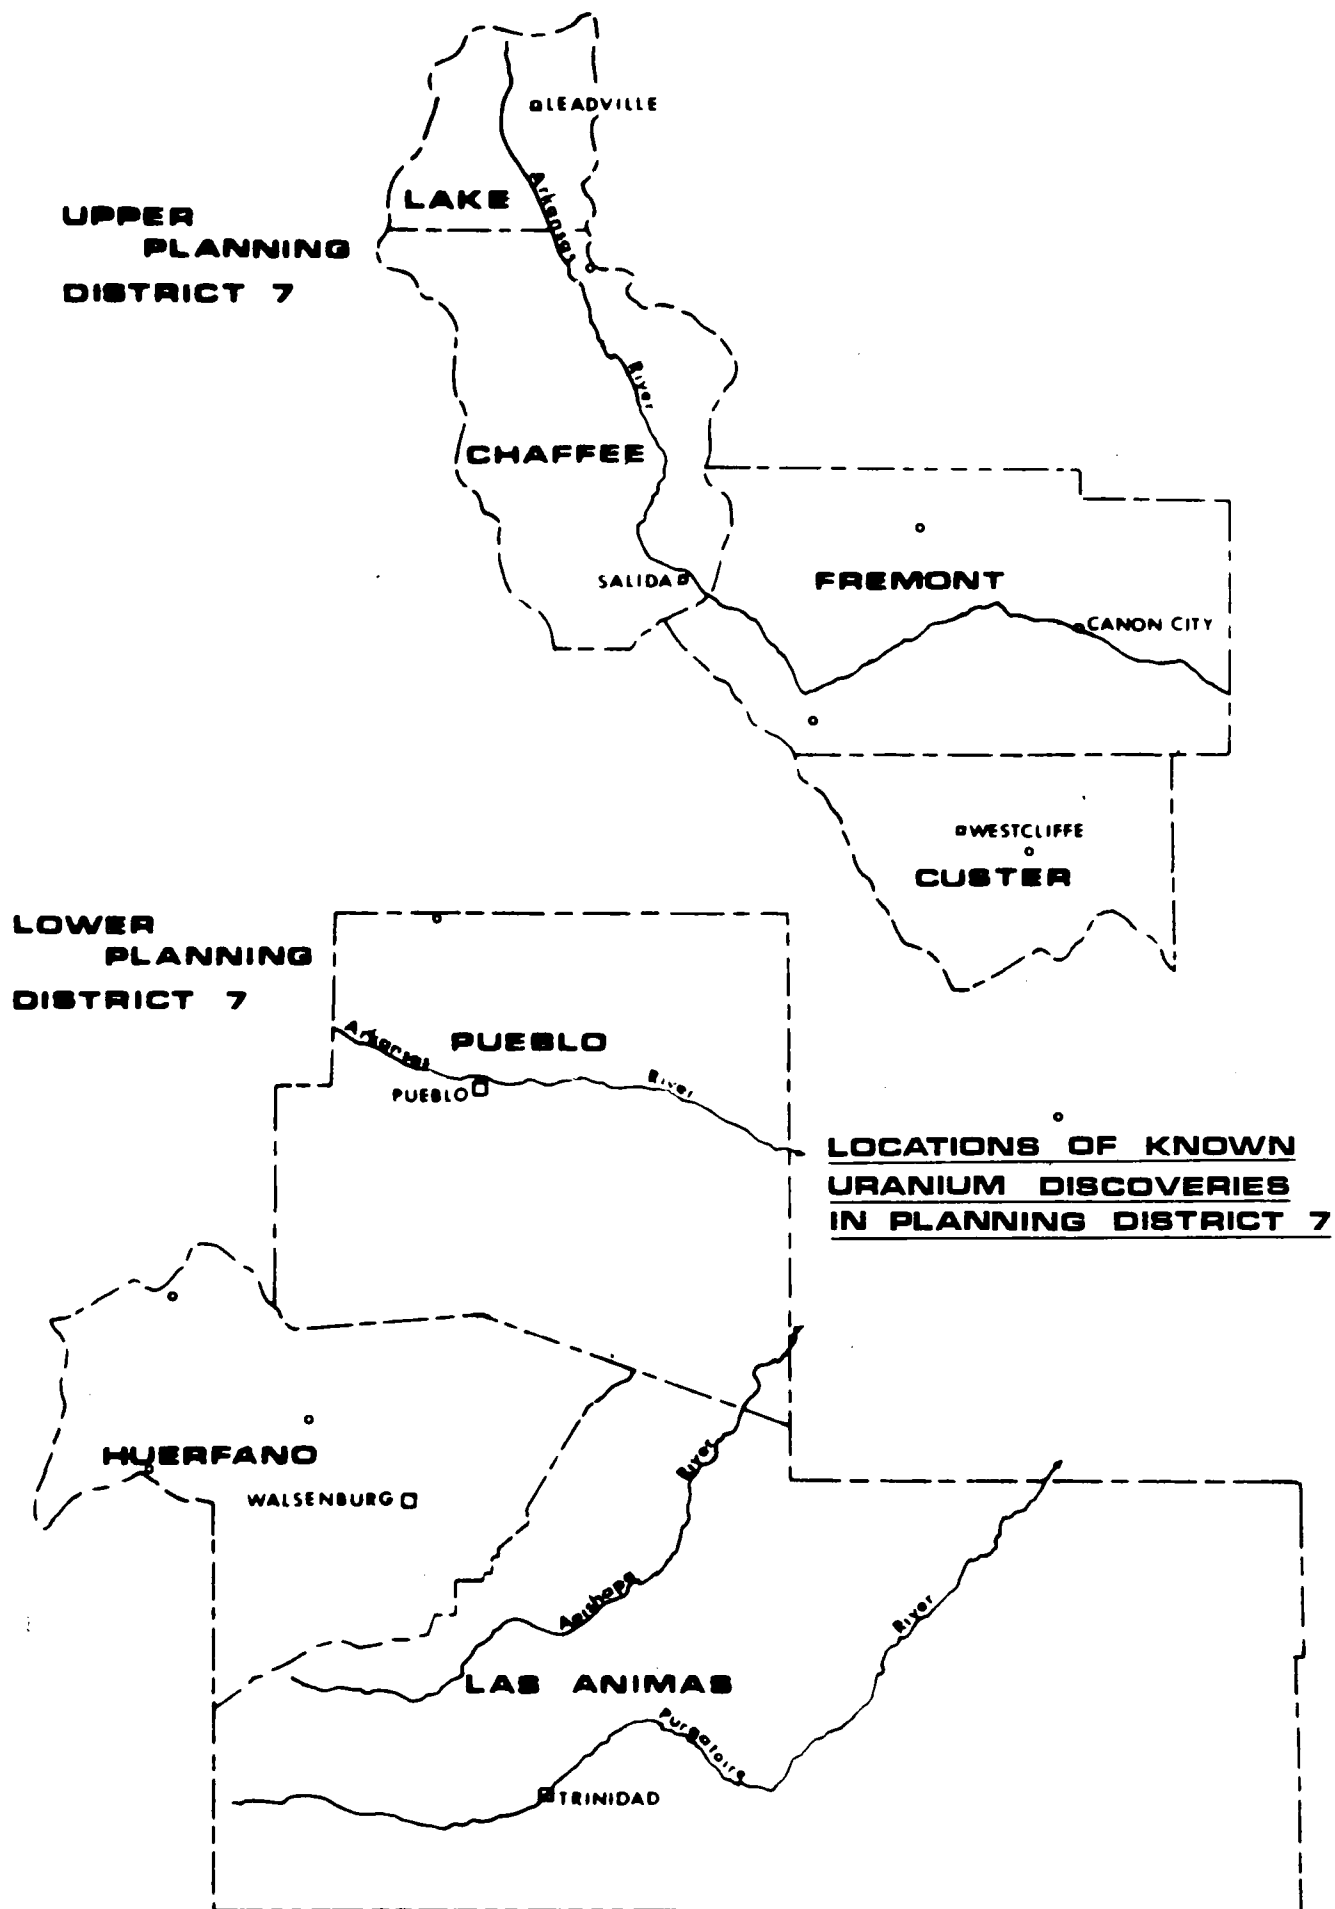 LEADVILLE
LAKE
Arkansas
UPPER
PLANNING
DISTRICT 7
River
CHAFFEE
SALIDA
FREMONT
CANON CITY
WESTCLIFFE
CUSTER
LOWER
PLANNING
DISTRICT 7
Arkansas
PUEBLO
PUEBLO
River
LOCATIONS OF KNOWN
URANIUM DISCOVERIES
IN PLANNING DISTRICT 7
HUERFANO
WALSENBURG
River
Apishapa
River
LAS ANIMAS
Purgatoire
TRINIDAD